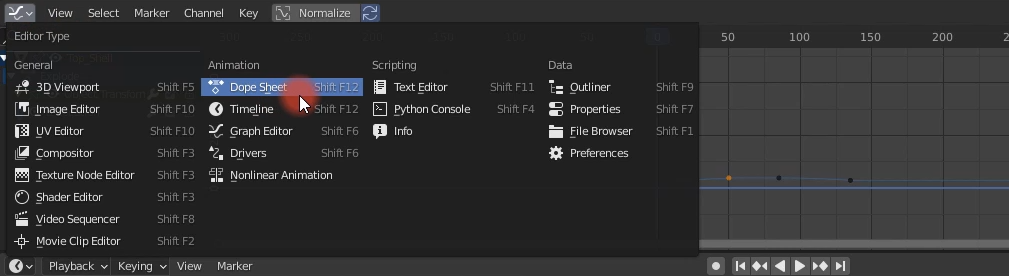 View Select Marker Channel Key Normalize
Editor Type
General Animation Scripting Data
3D Viewport Shift F5 Dope Sheet Shift F12 Text Editor Shift F11 Outliner Shift F9
Image Editor Shift F10 Timeline Shift F12 Python Console Shift F4 Properties Shift F7
UV Editor Shift F10 Graph Editor Shift F6 Info File Browser Shift F1
Compositor Shift F3 Drivers Shift F6 Preferences
Texture Node Editor Shift F3 Nonlinear Animation
Shader Editor Shift F3
Video Sequencer Shift F8
Movie Clip Editor Shift F2
50 100 150 200
Playback Keying View Marker